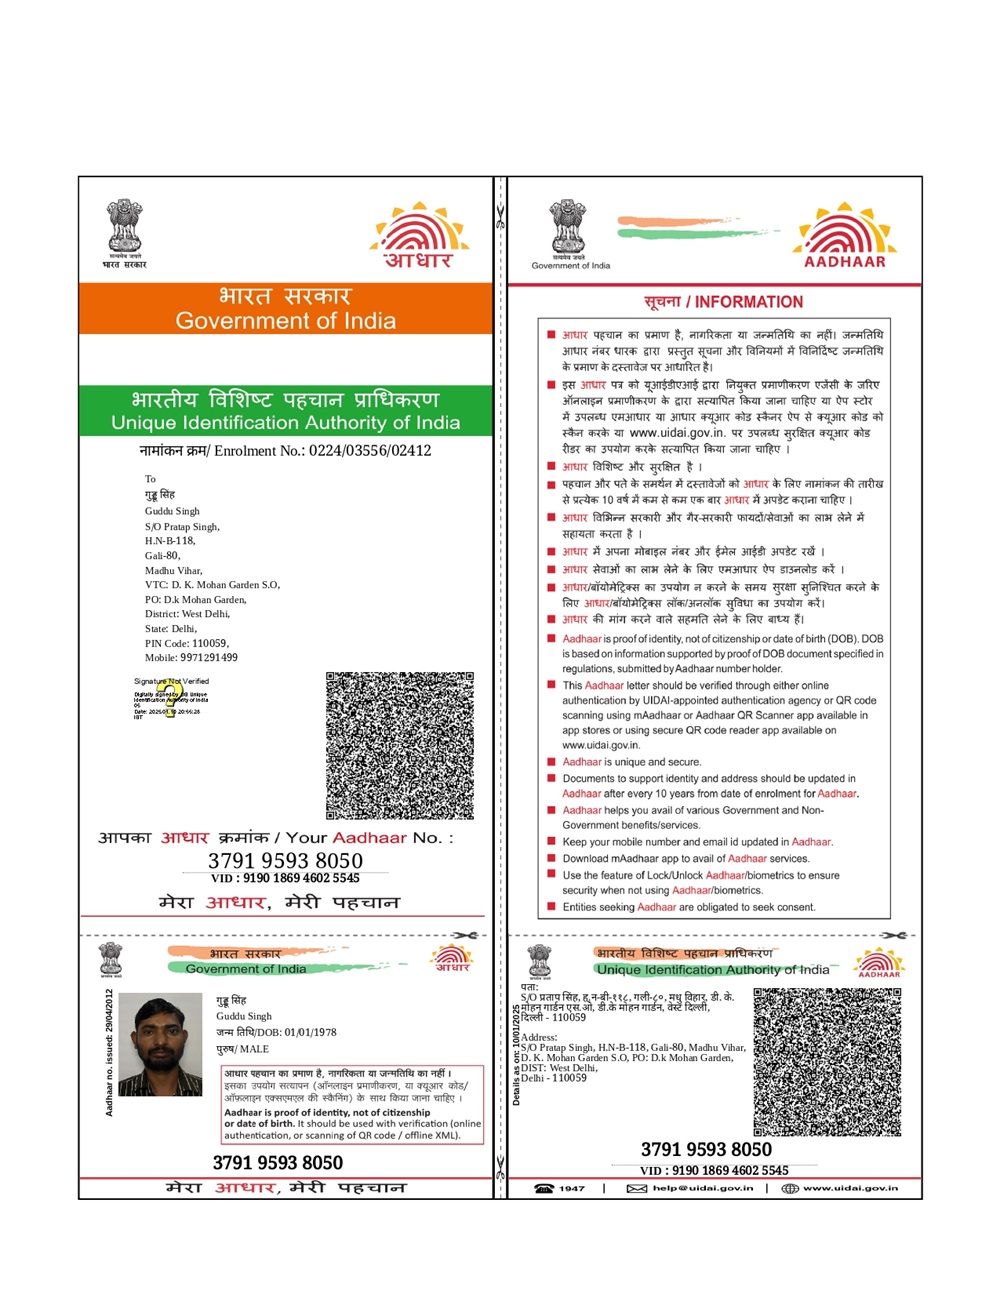 सत्यमेव जयते
भारत सरकार
आधार
भारत सरकार
Government of India
भारतीय विशिष्ट पहचान प्राधिकरण
Unique Identification Authority of India
नामांकन क्रम/ Enrolment No.: 0224/03556/02412
To
गुड्डू सिंह
Guddu Singh
S/O Pratap Singh,
H.N-B-118,
Gali-80,
Madhu Vihar,
VTC: D. K. Mohan Garden S.O,
PO: D.k Mohan Garden,
District: West Delhi,
State: Delhi,
PIN Code: 110059,
Mobile: 9971291499
Signature Not Verified
Digitally signed by DS Unique
Identification Authority of India
05
IST
आपका आधार क्रमांक / Your Aadhaar No. :
3791 9593 8050
VID : 9190 1869 4602 5545
मेरा आधार, मेरी पहचान
सत्यमेव जयते
Government of India
AADHAAR
सूचना / INFORMATION
आधार पहचान का प्रमाण है, नागरिकता या जन्मतिथि का नहीं। जन्मतिथि
आधार नंबर धारक द्वारा प्रस्तुत सूचना और विनियमों में विनिर्दिष्ट जन्मतिथि
के प्रमाण के दस्तावेज पर आधारित है।
इस आधार पत्र को यूआईडीएआई द्वारा नियुक्त प्रमाणीकरण एजेंसी के जरिए
ऑनलाइन प्रमाणीकरण के द्वारा सत्यापित किया जाना चाहिए या ऐप स्टोर
में उपलब्ध एमआधार या आधार क्यूआर कोड स्कैनर ऐप से क्यूआर कोड को
स्कैन करके या www.uidai.gov.in. पर उपलब्ध सुरक्षित क्यूआर कोड
रीडर का उपयोग करके सत्यापित किया जाना चाहिए ।
आधार विशिष्ट और सुरक्षित है ।
पहचान और पते के समर्थन में दस्तावेजों को आधार के लिए नामांकन की तारीख
से प्रत्येक 10 वर्ष में कम से कम एक बार आधार में अपडेट कराना चाहिए ।
आधार विभिन्न सरकारी और गैर-सरकारी फायदों/सेवाओं का लाभ लेने में
सहायता करता है ।
आधार में अपना मोबाइल नंबर और ईमेल आईडी अपडेट रखें ।
आधार सेवाओं का लाभ लेने के लिए एमआधार ऐप डाउनलोड करें ।
आधार/बॉयोमेट्रिक्स का उपयोग न करने के समय सुरक्षा सुनिश्चित करने के
लिए आधार/बॉयोमेट्रिक्स लॉक/अनलॉक सुविधा का उपयोग करें।
आधार की मांग करने वाले सहमति लेने के लिए बाध्य हैं।
Aadhaar is proof of identity, not of citizenship or date of birth (DOB). DOB
is based on information supported by proof of DOB document specified in
regulations, submitted by Aadhaar number holder.
This Aadhaar letter should be verified through either online
authentication by UIDAI-appointed authentication agency or QR code
scanning using mAadhaar or Aadhaar QR Scanner app available in
app stores or using secure QR code reader app available on
www.uidai.gov.in.
Aadhaar is unique and secure.
Documents to support identity and address should be updated in
Aadhaar after every 10 years from date of enrolment for Aadhaar.
Aadhaar helps you avail of various Government and Non-
Government benefits/services.
Keep your mobile number and email id updated in Aadhaar.
Download mAadhaar app to avail of Aadhaar services.
Use the feature of Lock/Unlock Aadhaar/biometrics to ensure
security when not using Aadhaar/biometrics.
Entities seeking Aadhaar are obligated to seek consent.
भारत सरकार
Government of India
आधार
Aadhaar no. issued: 29/04/2012
गुड्डू सिंह
Guddu Singh
जन्म तिथि/DOB: 01/01/1978
पुरुष/ MALE
आधार पहचान का प्रमाण है, नागरिकता या जन्मतिथि का नहीं ।
इसका उपयोग सत्यापन (ऑनलाइन प्रमाणीकरण, या क्यूआर कोड/
ऑफ़लाइन एक्सएमएल की स्कैनिंग) के साथ किया जाना चाहिए ।
Aadhaar is proof of identity, not of citizenship
or date of birth. It should be used with verification (online
authentication, or scanning of QR code / offline XML).
3791 9593 8050
मेरा आधार, मेरी पहचान
भारतीय विशिष्ट पहचान प्राधिकरण
Unique Identification Authority of India
AADHAAR
Details as on: 10/01/2025
पता:
S/O प्रताप सिंह, ह.न-बी-११८, गली-८०, मधु विहार, डी. के.
मोहन गार्डन एस.ओ, डी.के मोहन गार्डन, वेस्ट दिल्ली,
दिल्ली - 110059
Address:
S/O Pratap Singh, H.N-B-118, Gali-80, Madhu Vihar,
D. K. Mohan Garden S.O, PO: D.k Mohan Garden,
DIST: West Delhi,
Delhi - 110059
3791 9593 8050
VID : 9190 1869 4602 5545
1947 | help@uidai.gov.in | www.uidai.gov.in